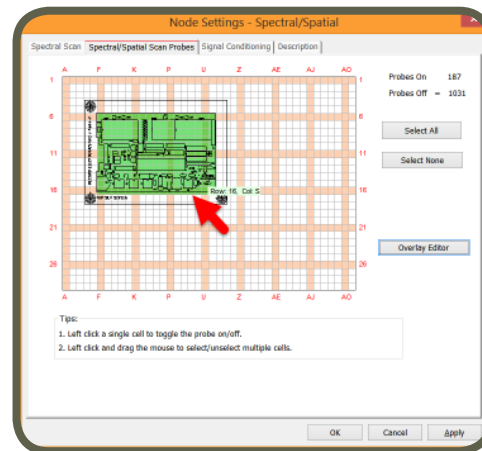 Node Settings - Spectral/Spatial
Spectral Scan Spectral/Spatial Scan Probes Signal Conditioning Description
A F K P U Z AE AJ AO
1 1
6 6
11 11
16 16
21 21
26 26
A F K P U Z AE AJ AO
Row: 16, Col: S
Probes On 187
Probes Off = 1031
Select All
Select None
Overlay Editor
Tips:
1. Left click a single cell to toggle the probe on/off.
2. Left click and drag the mouse to select/unselect multiple cells.
OK Cancel Apply